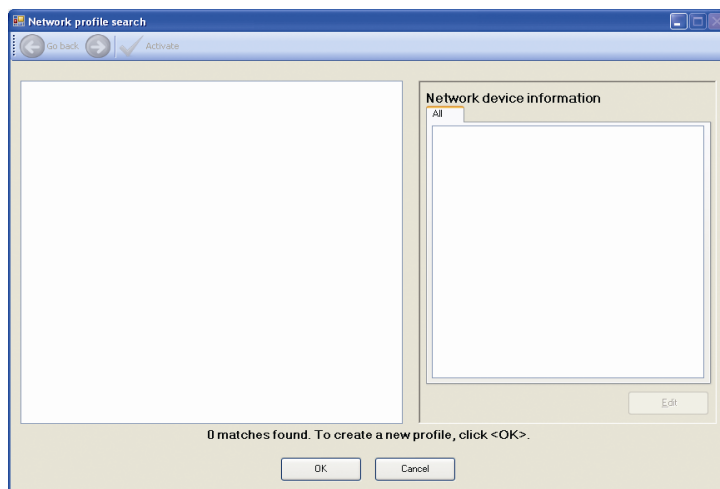 Network profile search
Go back
Activate
Network device information
All
Edit
0 matches found. To create a new profile, click <OK>.
OK
Cancel